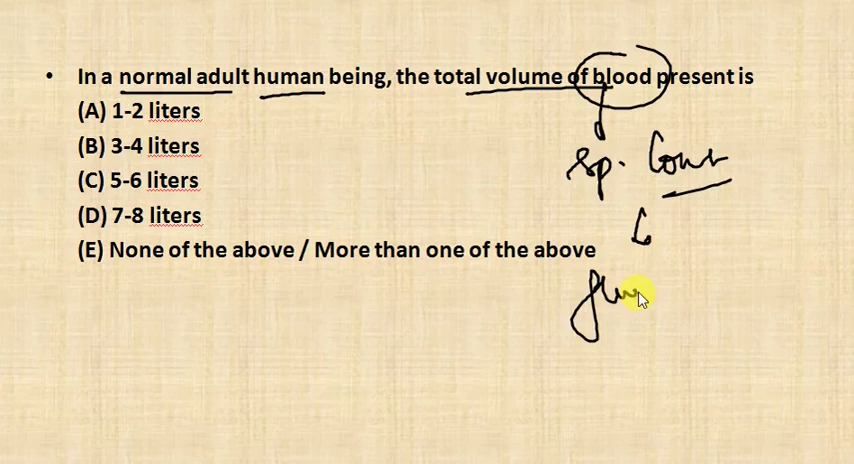 • In a normal adult human being, the total volume of blood present is
(A) 1-2 liters
(B) 3-4 liters
(C) 5-6 liters
(D) 7-8 liters
(E) None of the above / More than one of the above
sp.